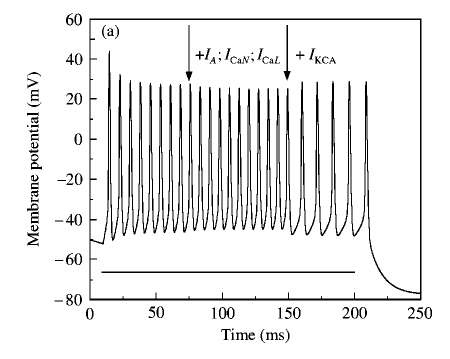 (a)
+I_A; I_CaN; I_CaL
+ I_KCA
60
40
20
0
−20
−40
−60
−80
Membrane potential (mV)
0 50 100 150 200 250
Time (ms)